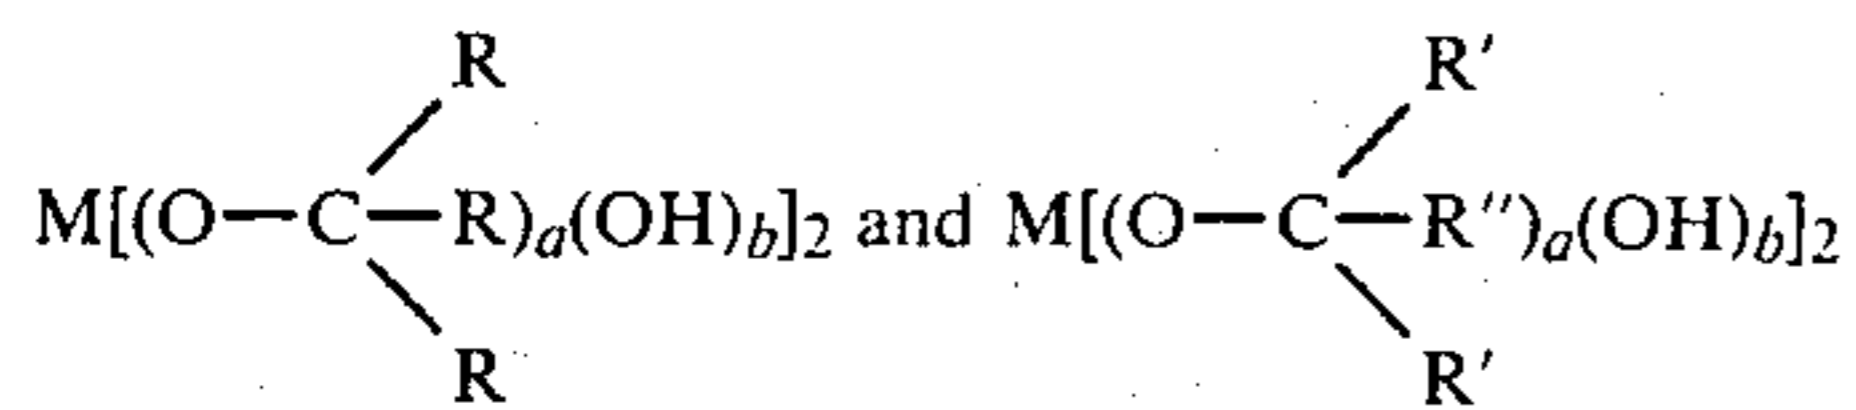 R R′
M[(O—C—R)a(OH)b]2 and M[(O—C—R″)a(OH)b]2
R R′